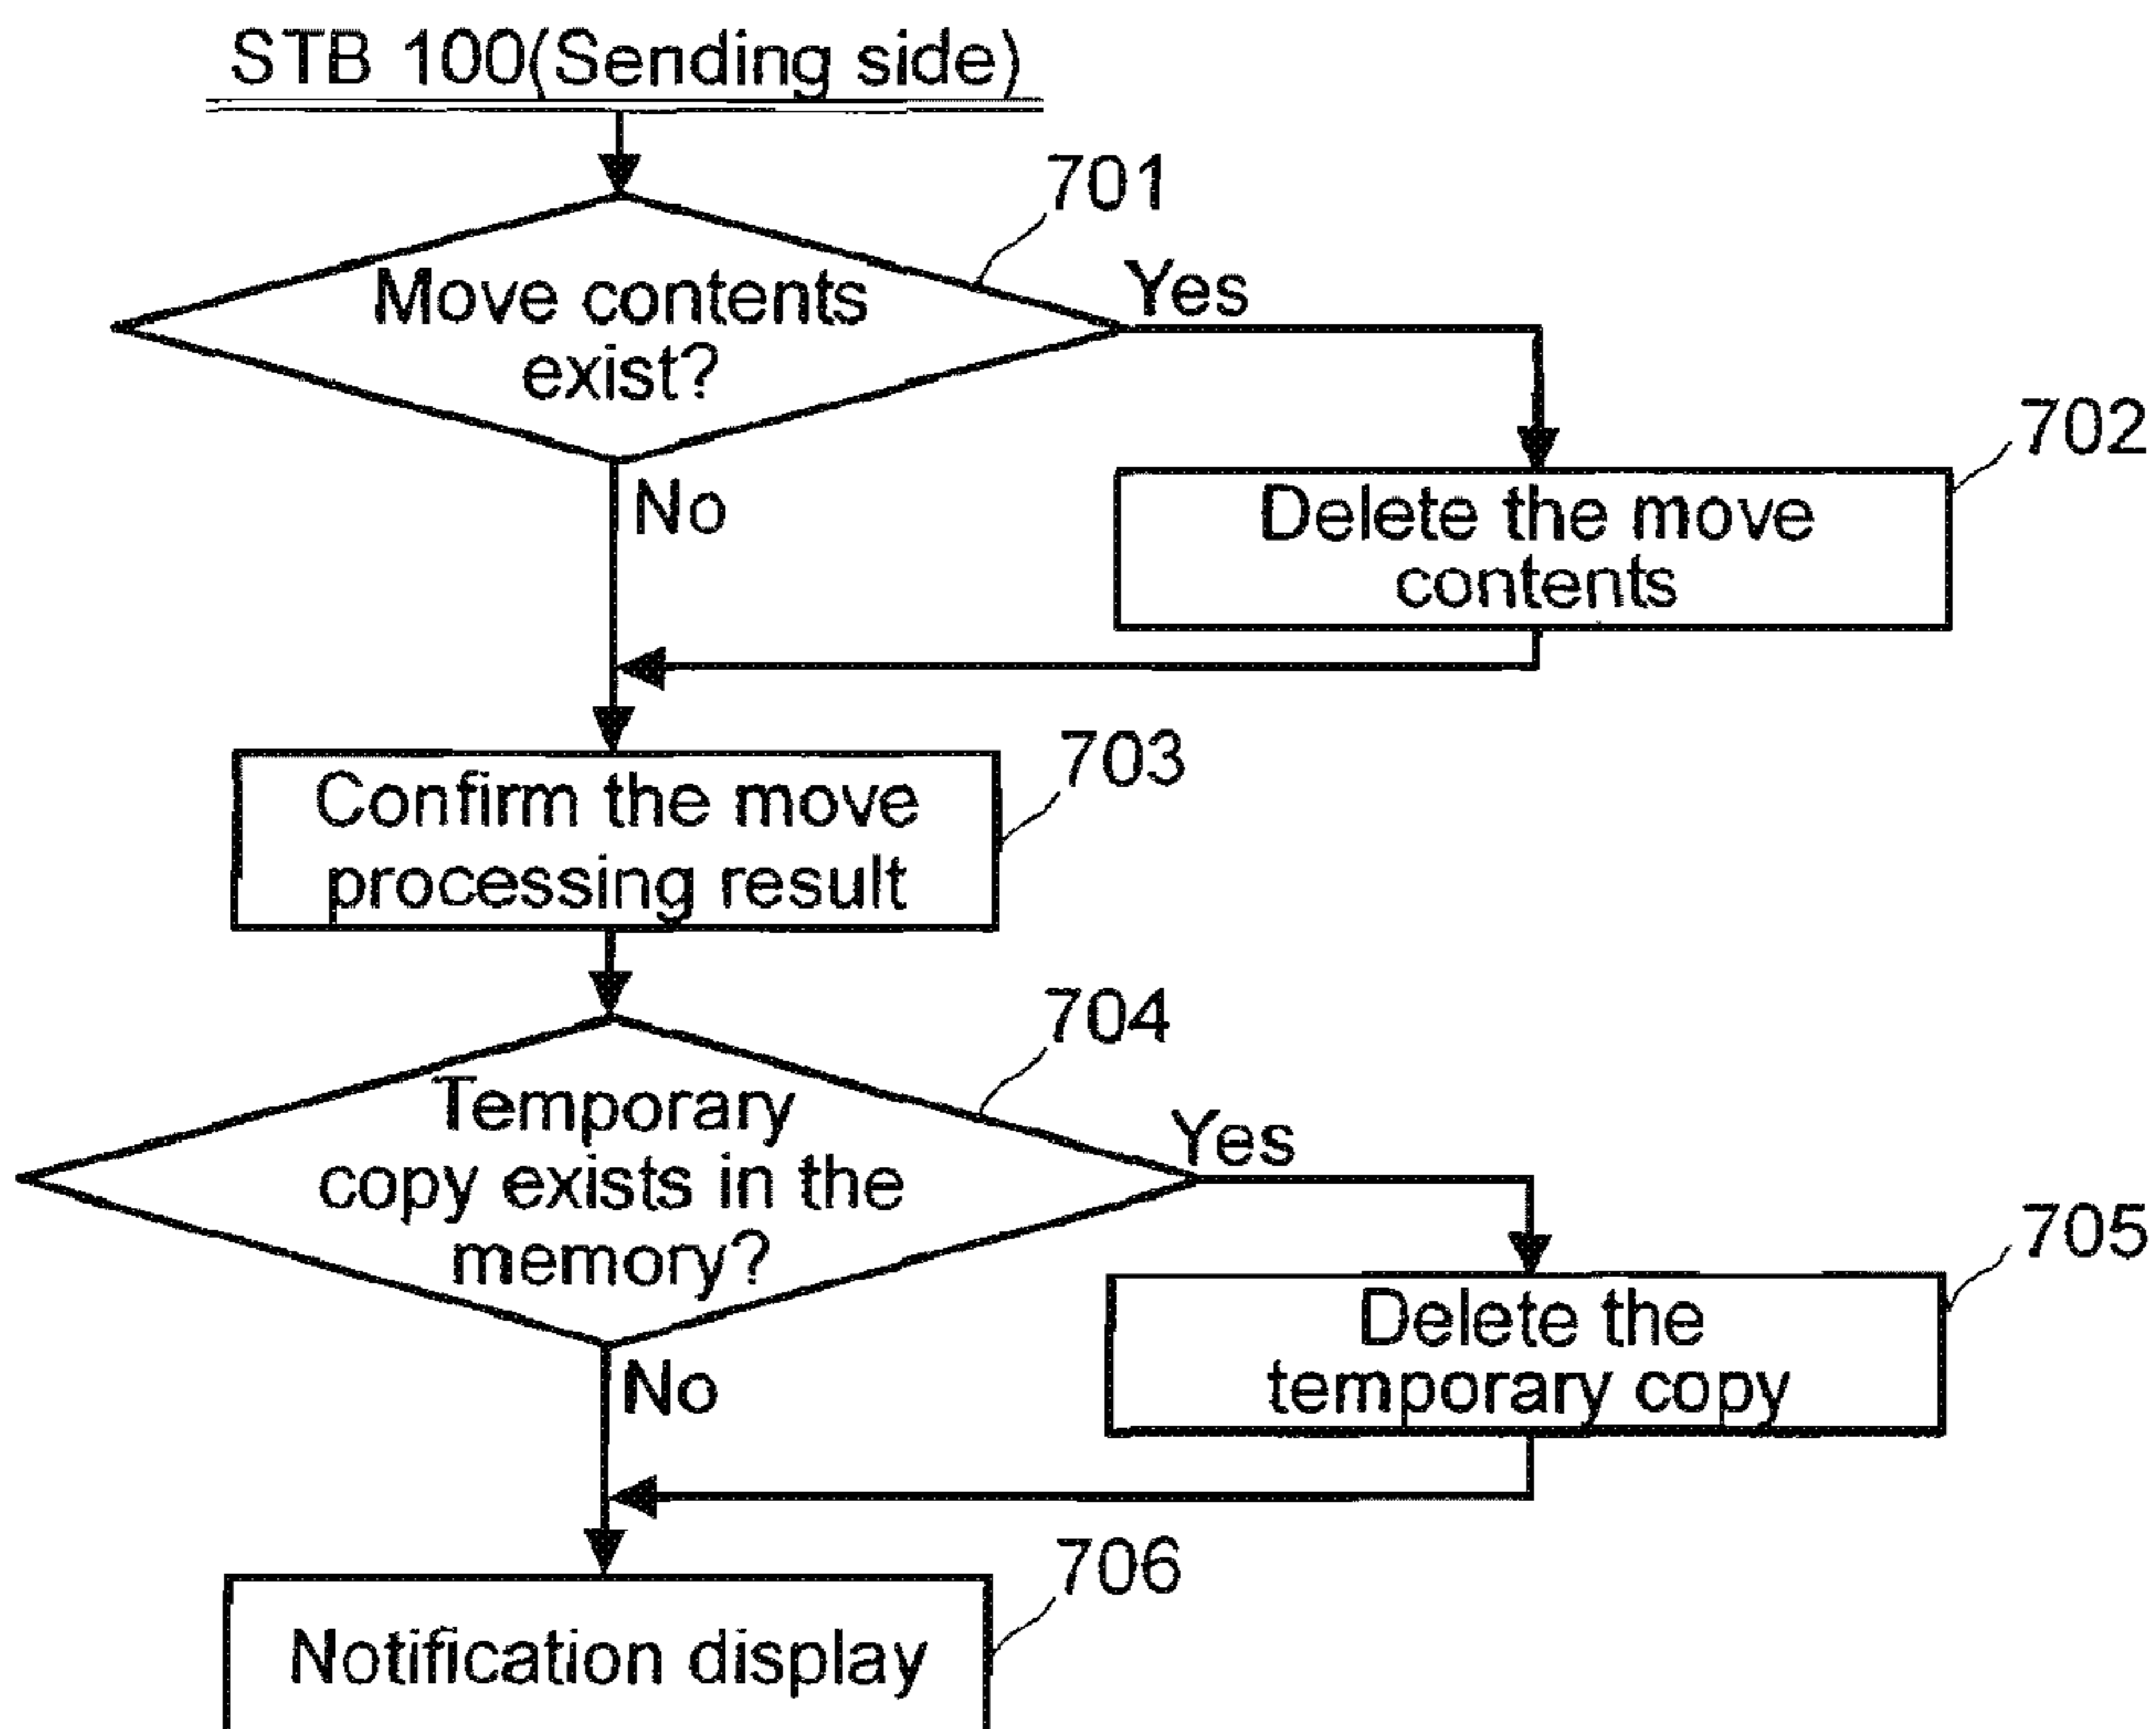 STB 100(Sending side)
701
Move contents
exist?
Yes
No
702
Delete the move
contents
703
Confirm the move
processing result
704
Temporary
copy exists in the
memory?
Yes
No
705
Delete the
temporary copy
706
Notification display